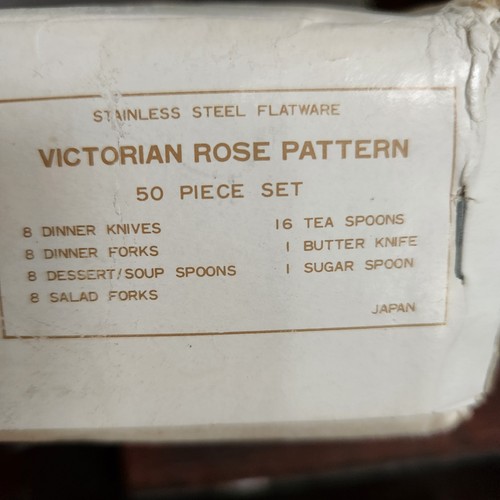 STAINLESS STEEL FLATWARE
VICTORIAN ROSE PATTERN
50 PIECE SET
8 DINNER KNIVES
8 DINNER FORKS
8 DESSERT/SOUP SPOONS
8 SALAD FORKS
16 TEA SPOONS
1 BUTTER KNIFE
1 SUGAR SPOON
JAPAN